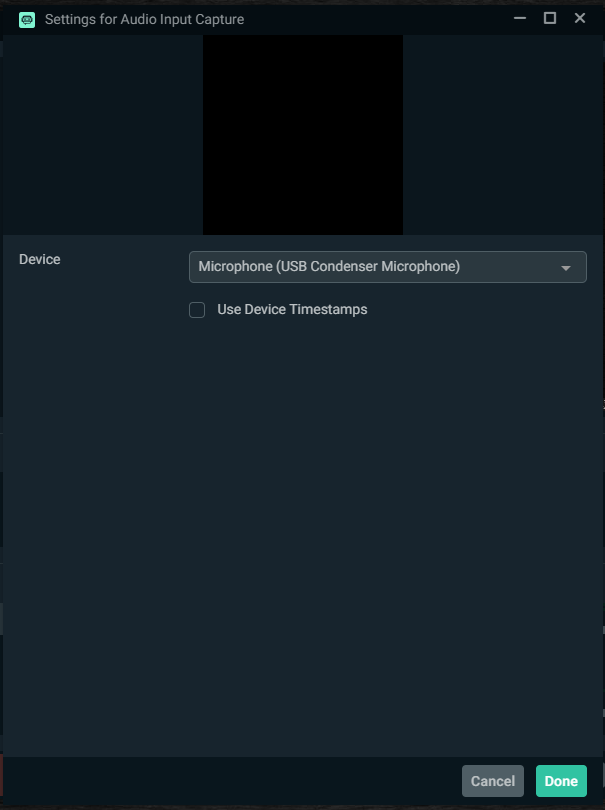 Settings for Audio Input Capture
Device
Microphone (USB Condenser Microphone)
Use Device Timestamps
Cancel
Done